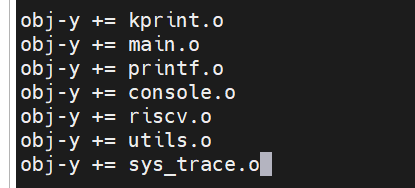 obj-y += kprint.o
obj-y += main.o
obj-y += printf.o
obj-y += console.o
obj-y += riscv.o
obj-y += utils.o
obj-y += sys_trace.o